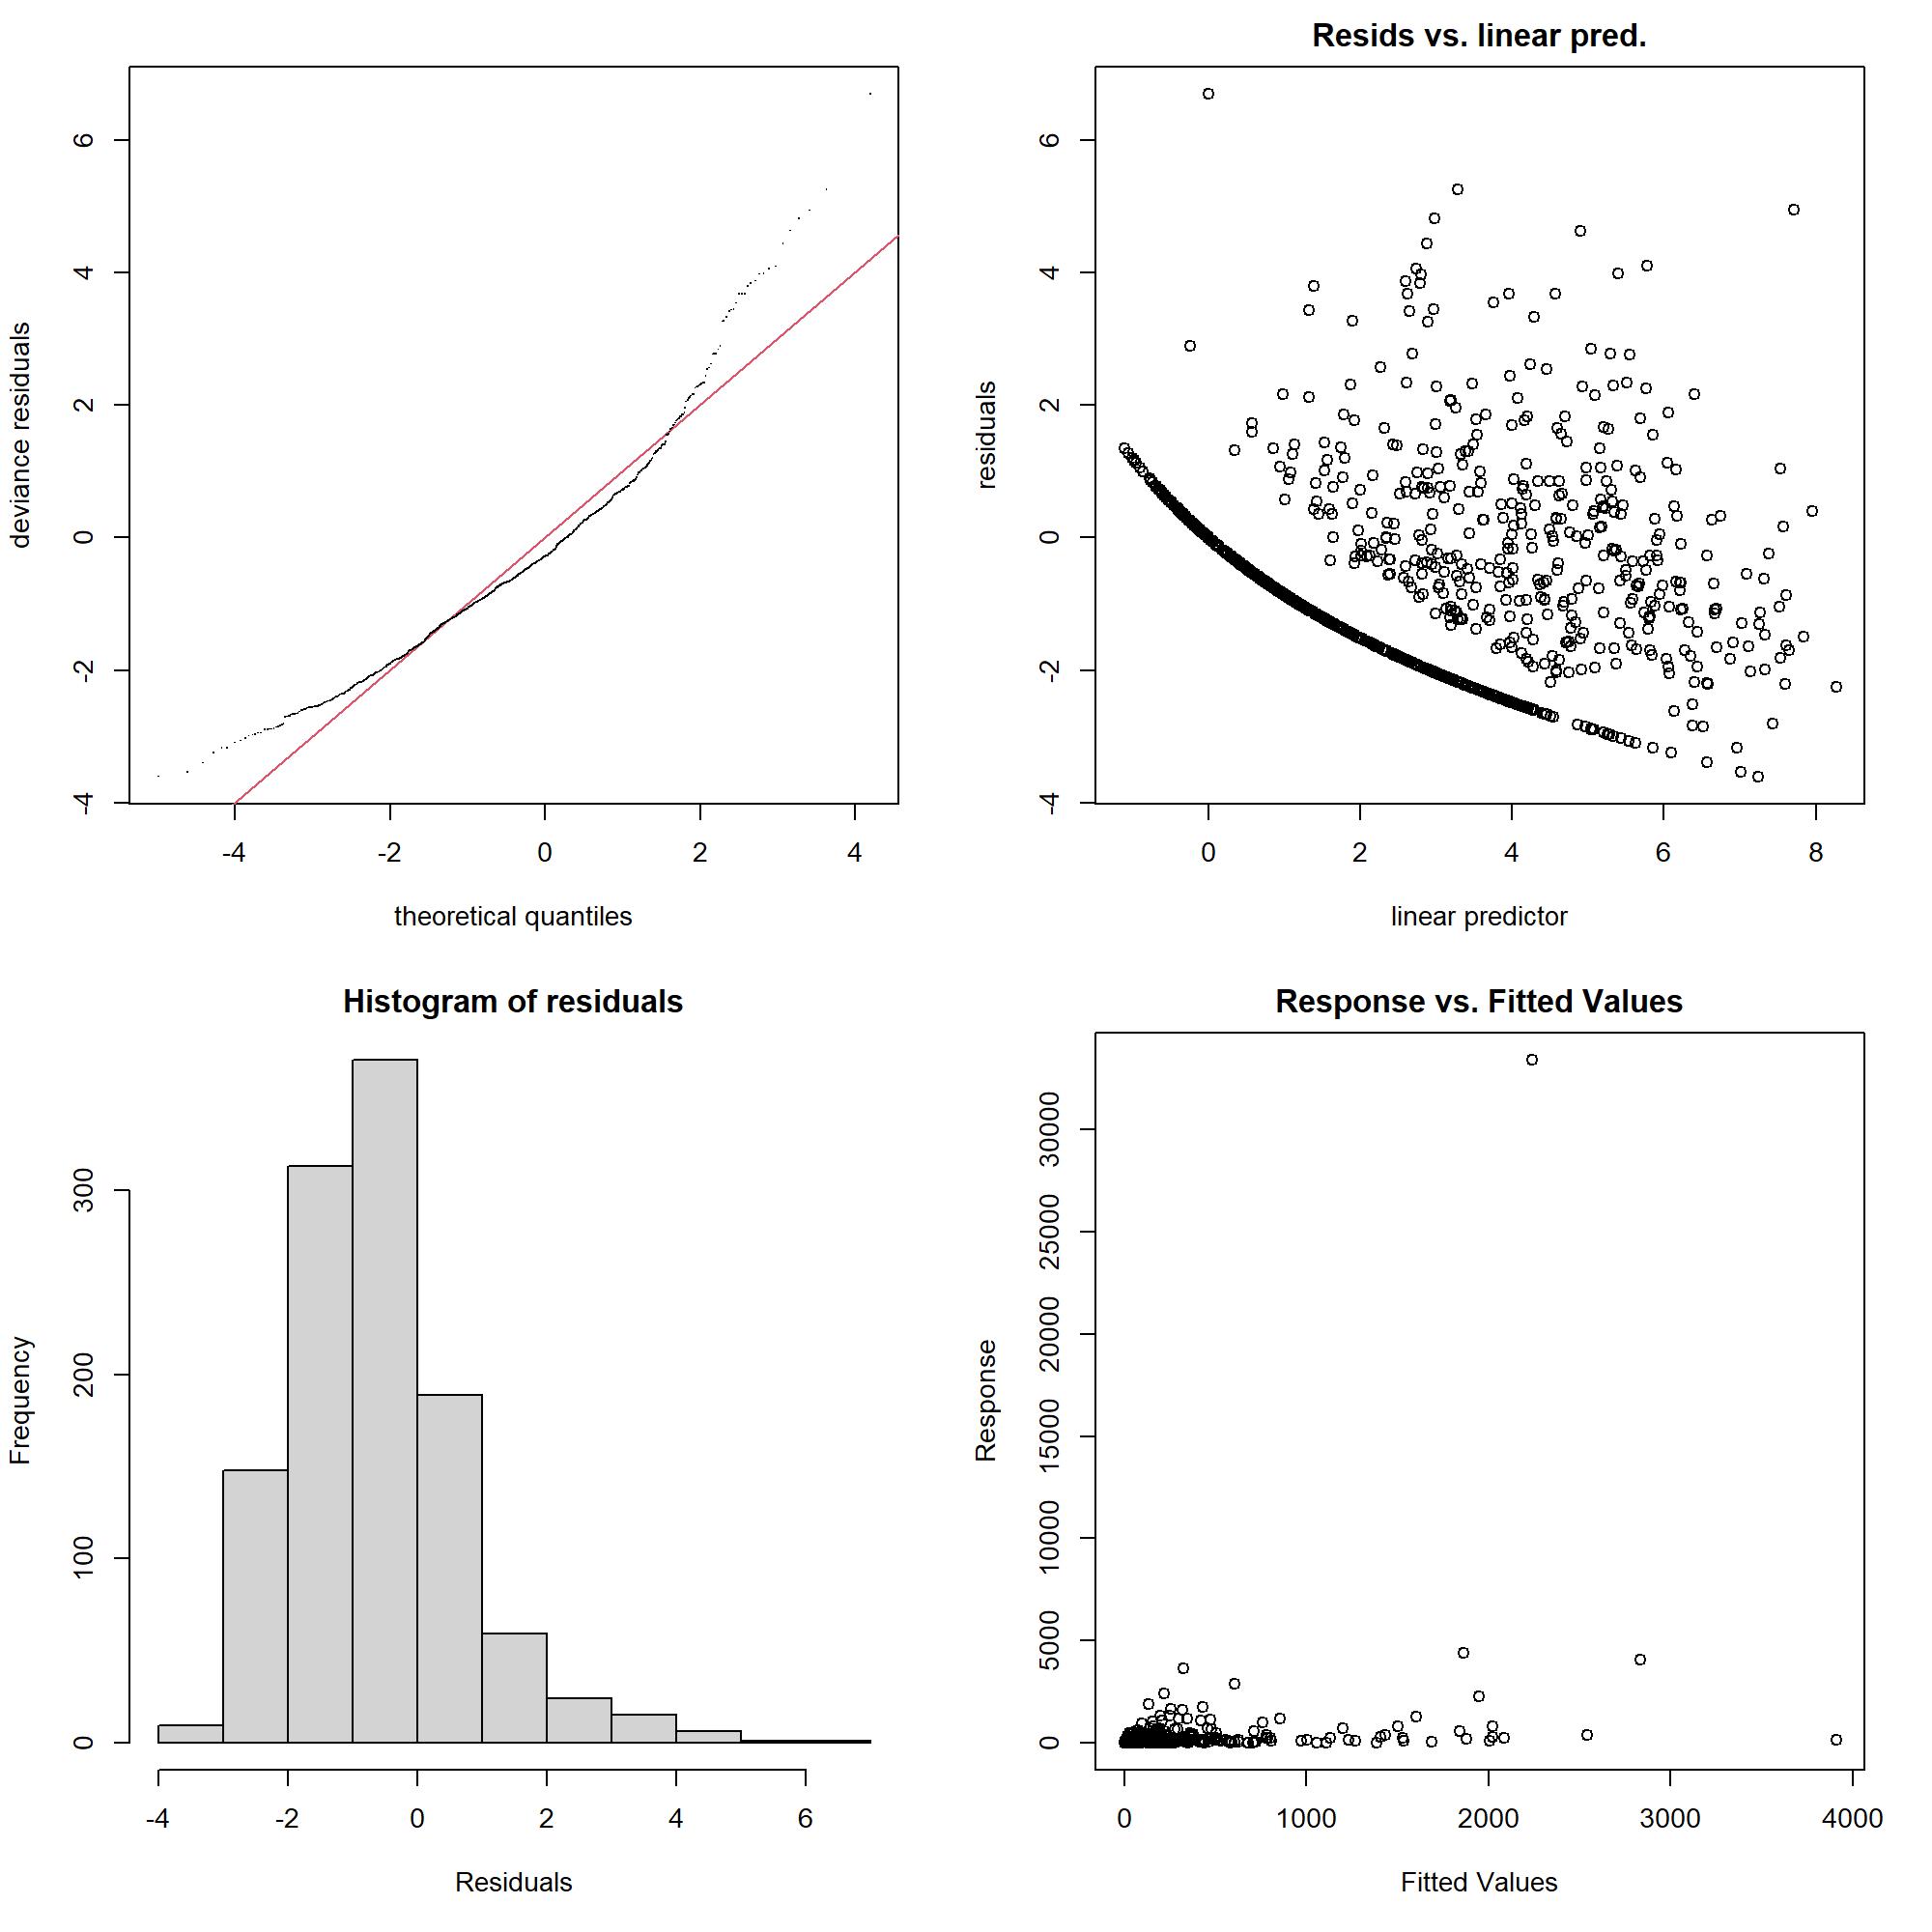 deviance residuals
6
4
2
0
-2
-4
-4 -2 0 2 4
theoretical quantiles
Resids vs. linear pred.
residuals
6
4
2
0
-2
-4
0 2 4 6 8
linear predictor
Histogram of residuals
Frequency
300
200
100
0
-4 -2 0 2 4 6
Residuals
Response vs. Fitted Values
Response
30000
25000
20000
15000
10000
5000
0
0 1000 2000 3000 4000
Fitted Values